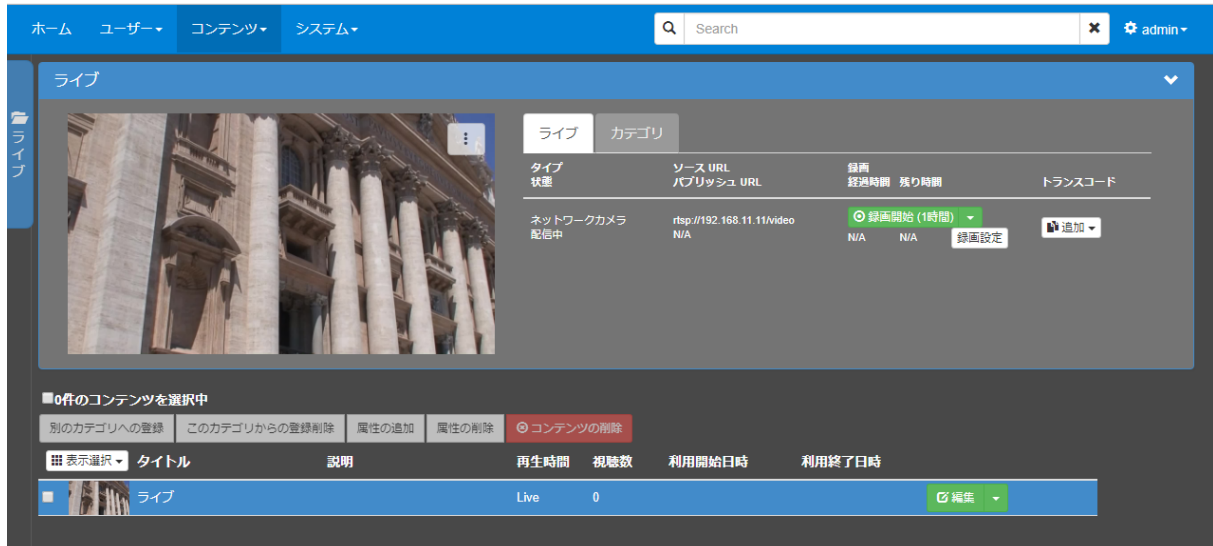 ホーム ユーザー コンテンツ システム Search admin
ライブ
ライブ
ライブ カテゴリ
タイプ ソース URL 録画
状態 パブリッシュ URL 経過時間 残り時間 トランスコード
ネットワークカメラ rtsp://192.168.11.11/video 録画開始 (1時間) 追加
配信中 N/A N/A N/A 録画設定
0件のコンテンツを選択中
別のカテゴリへの登録 このカテゴリからの登録削除 属性の追加 属性の削除 コンテンツの削除
表示選択 タイトル 説明 再生時間 視聴数 利用開始日時 利用終了日時
ライブ Live 0 編集